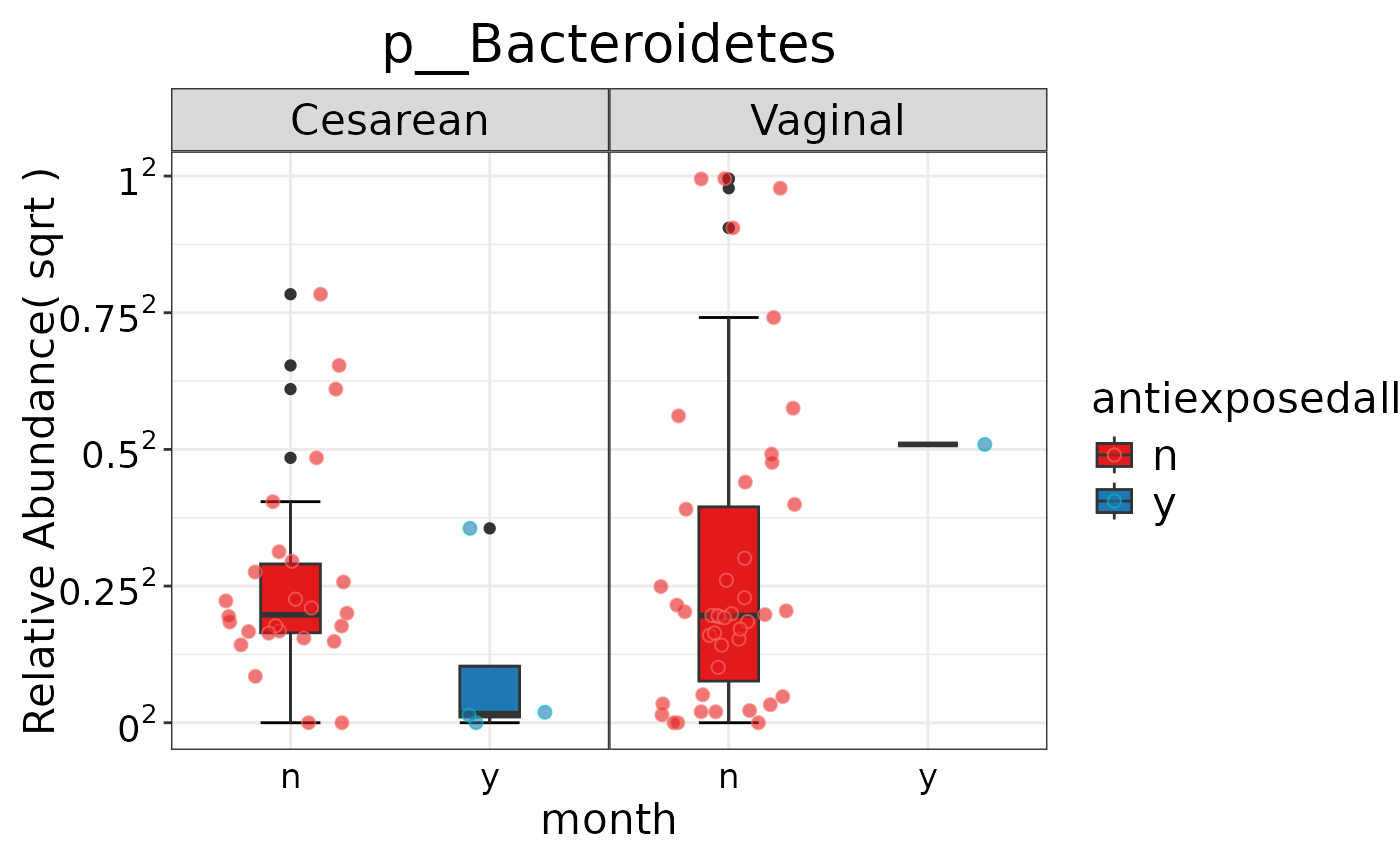 p__Bacteroidetes
Cesarean
Vaginal
Relative Abundance( sqrt )
1²
0.75²
0.5²
0.25²
0²
n
y
n
y
month
antiexposedall
n
y